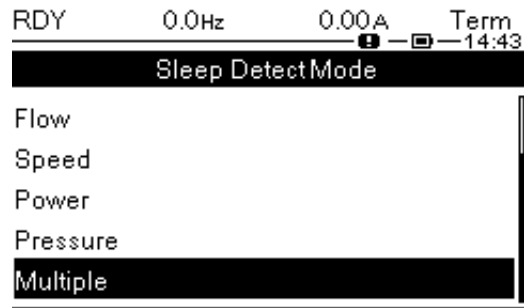 RDY 0.0Hz 0.00A Term
14:43
Sleep Detect Mode
Flow
Speed
Power
Pressure
Multiple